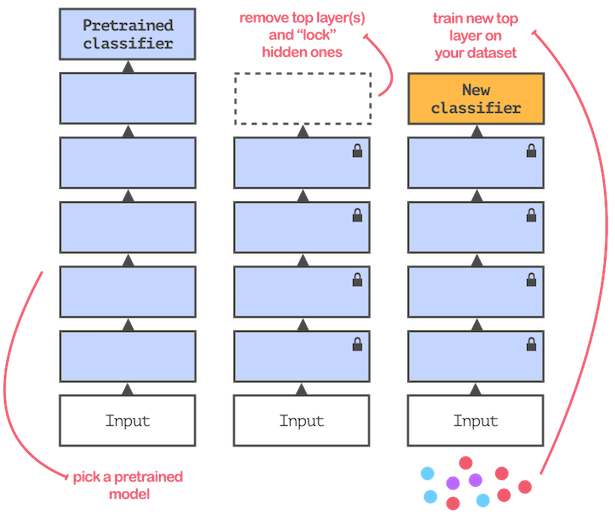 Pretrained
classifier
remove top layer(s)
and “lock”
hidden ones
train new top
layer on
your dataset
New
classifier
Input
Input
Input
pick a pretrained
model